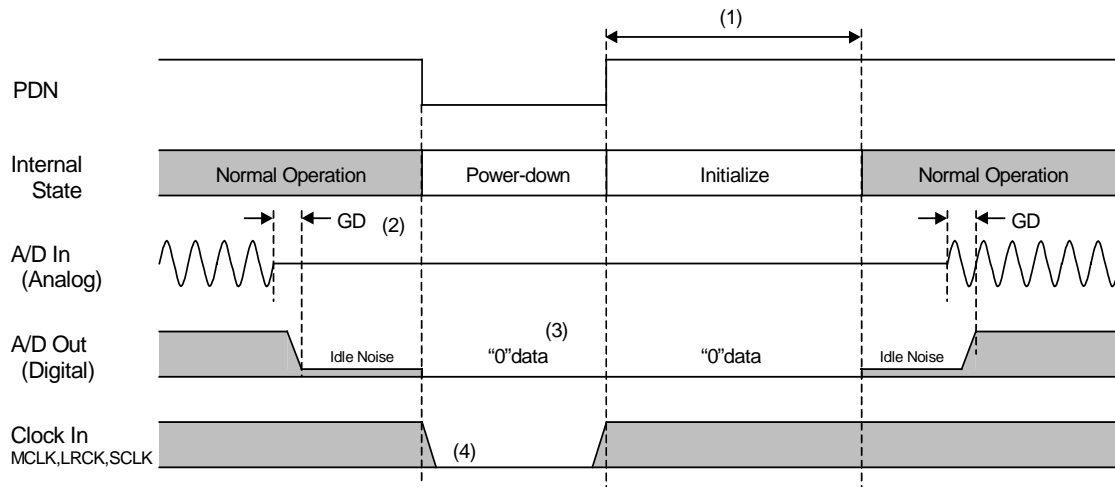 (1)
PDN
Internal
State
Normal Operation
Power-down
Initialize
Normal Operation
GD
(2)
GD
A/D In
(Analog)
A/D Out
(Digital)
Idle Noise
“0”data
(3)
“0”data
Idle Noise
Clock In
MCLK,LRCK,SCLK
(4)